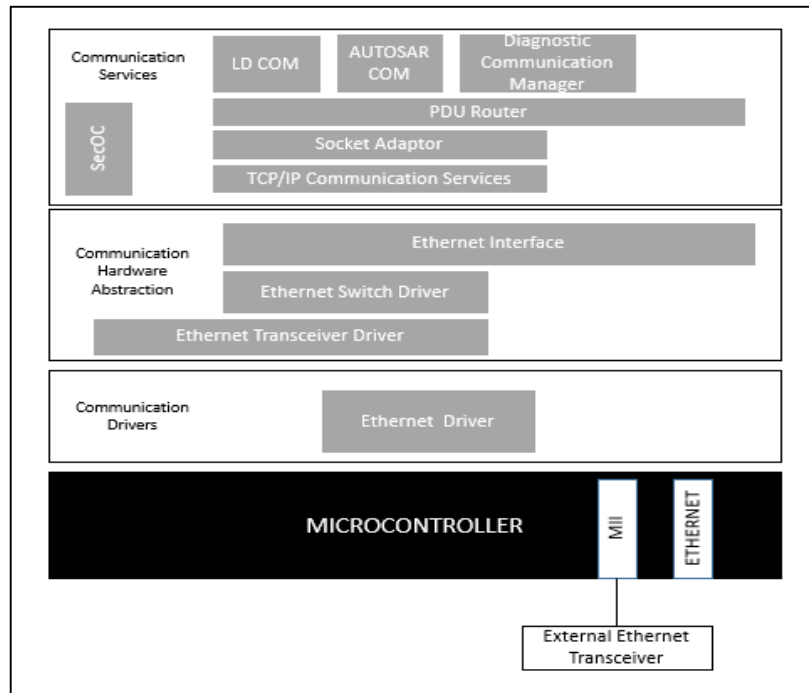 Communication
Services
LD COM
AUTOSAR
COM
Diagnostic
Communication
Manager
PDU Router
SecOC
Socket Adaptor
TCP/IP Communication Services
Communication
Hardware
Abstraction
Ethernet Interface
Ethernet Switch Driver
Ethernet Transceiver Driver
Communication
Drivers
Ethernet Driver
MICROCONTROLLER
MII
ETHERNET
External Ethernet
Transceiver